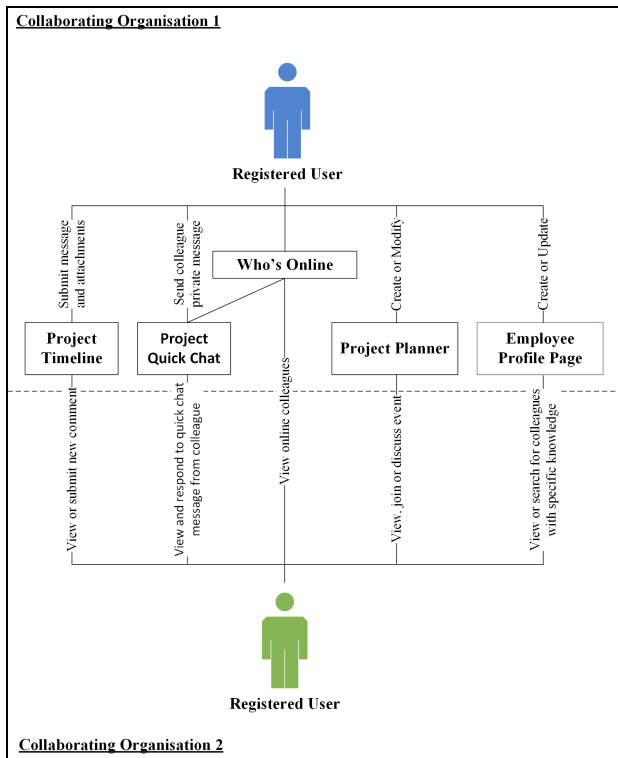 Collaborating Organisation 1
Registered User
Submit message
and attachments
Send colleague
private message
Who's Online
Create or Modify
Create or Update
Project
Timeline
Project
Quick Chat
Project Planner
Employee
Profile Page
View or submit new comment
View and respond to quick chat
message from colleague
View online colleagues
View, join or discuss event
View or search for colleagues
with specific knowledge
Registered User
Collaborating Organisation 2